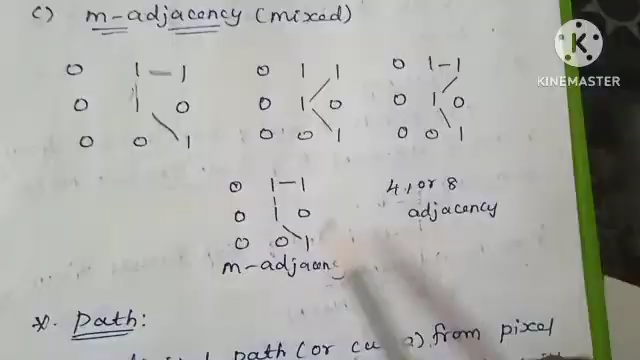 c) m-adjacency (mixed)
0 1 1 0 1 1 0 1 1
0 1 0 0 1 0 0 1 0
0 0 1 0 0 1 0 0 1
KINEMASTER
0 1 1 4, or 8
0 1 0 adjacency
0 0 1
m-adjacency
*. Path:
path (or from pixel